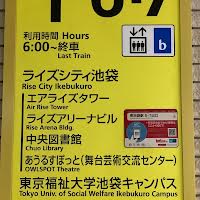 利用時間 Hours
6:00~終車
Last Train
b
ライズシティ池袋
Rise City Ikebukuro
エアライズタワー
Air Rise Tower
ライズアリーナビル
Rise Arena Bldg.
中央図書館
Chuo Library
あうるすぽっと(舞台芸術交流センター)
OWLSPOT Theatre
東京福祉大学池袋キャンパス
Tokyo Univ. of Social Welfare Ikebukuro Campus